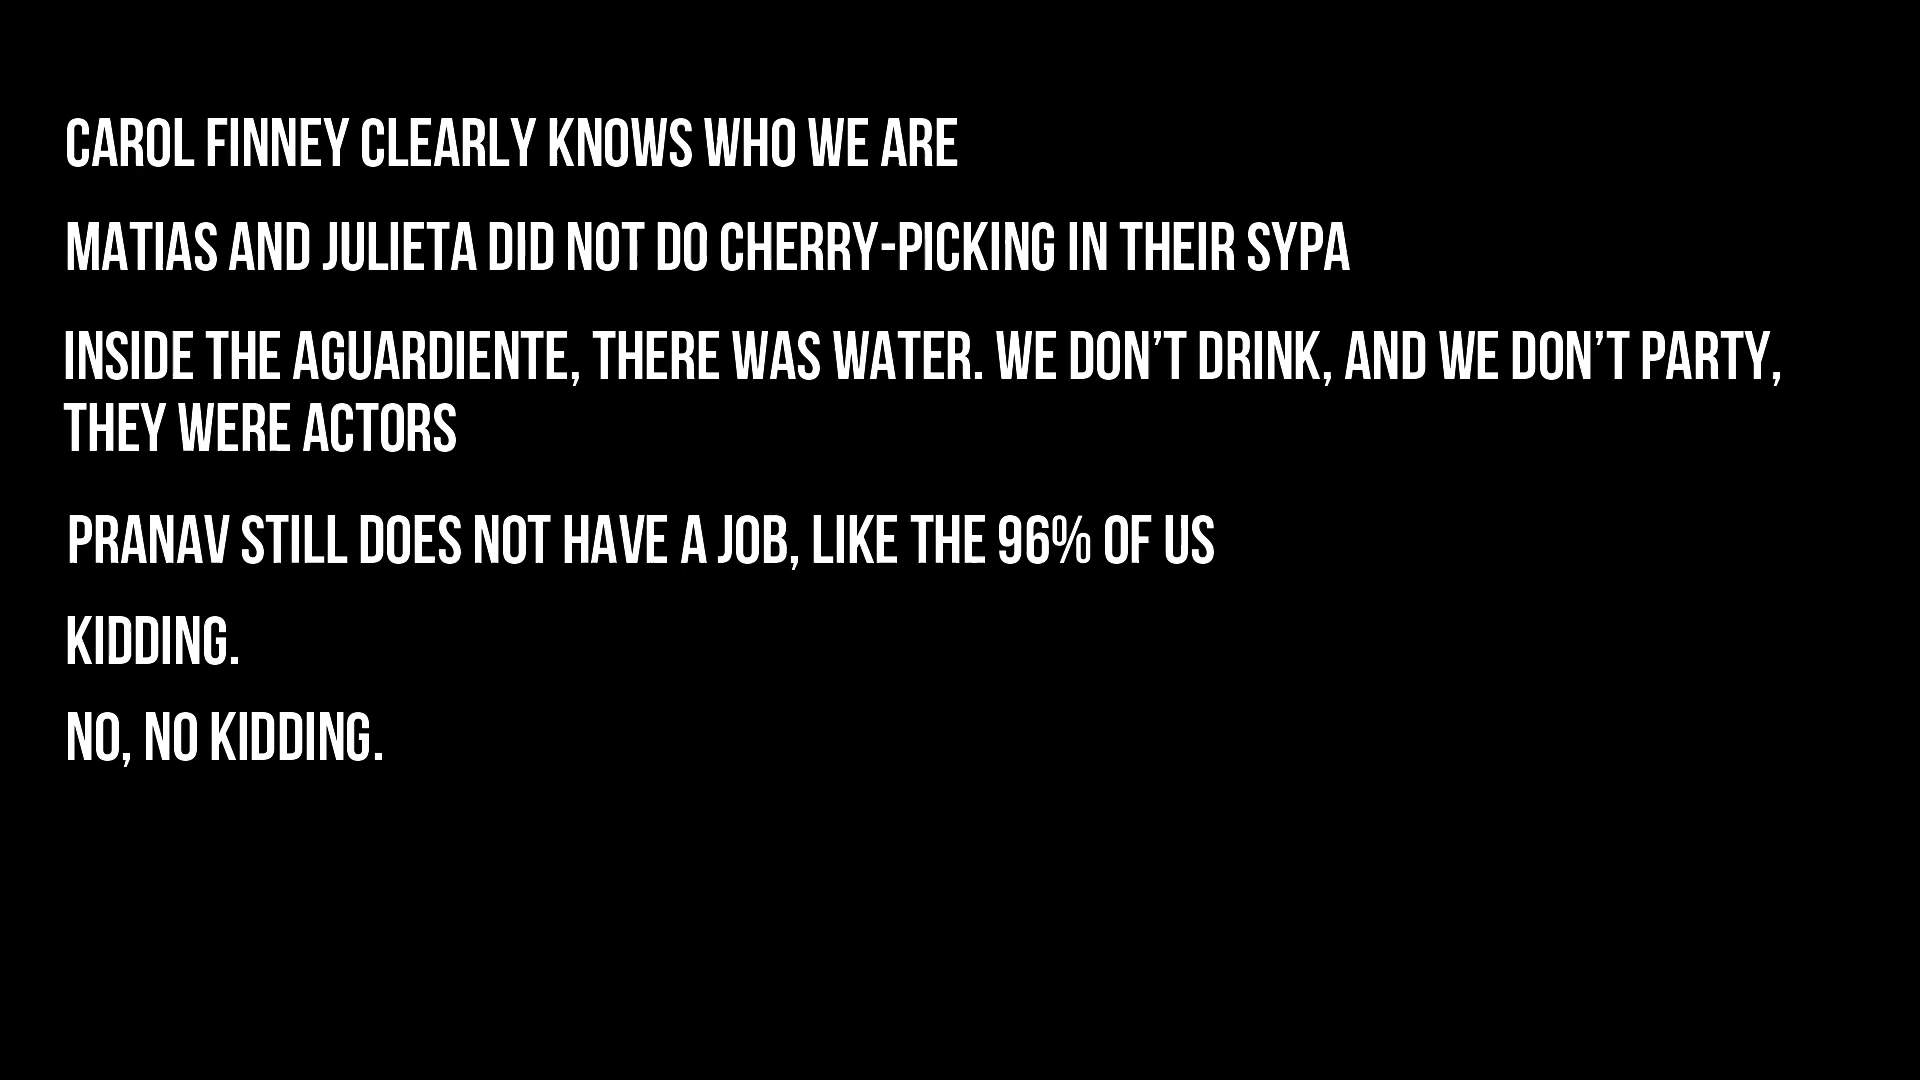 CAROL FINNEY CLEARLY KNOWS WHO WE ARE
MATIAS AND JULIETA DID NOT DO CHERRY-PICKING IN THEIR SYPA
INSIDE THE AGUARDIENTE, THERE WAS WATER. WE DON’T DRINK, AND WE DON’T PARTY,
THEY WERE ACTORS
PRANAV STILL DOES NOT HAVE A JOB, LIKE THE 96% OF US
KIDDING.
NO, NO KIDDING.